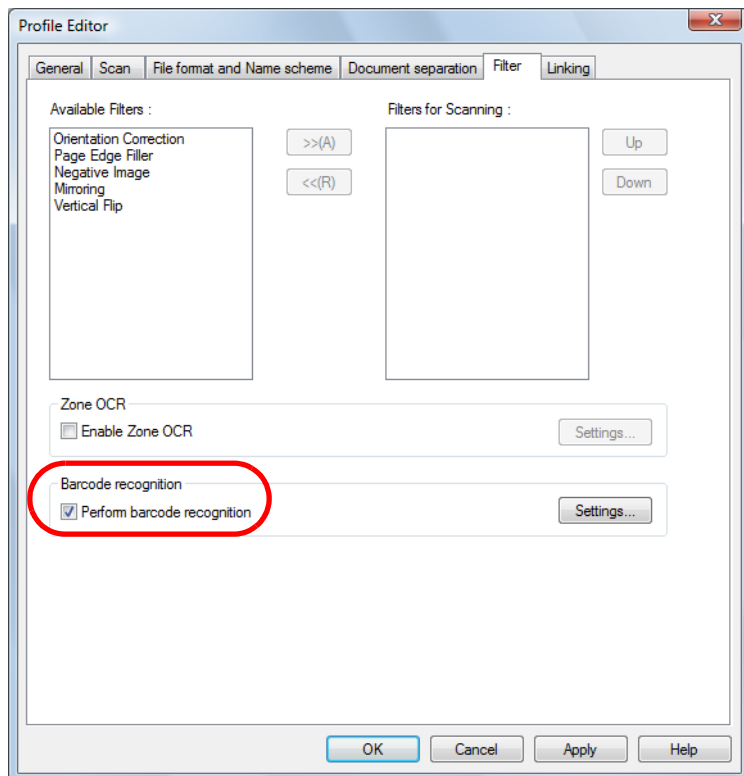 Profile Editor
General Scan File format and Name scheme Document separation Filter Linking
Available Filters : Filters for Scanning :
Orientation Correction
Page Edge Filler
Negative Image
Mirroring
Vertical Flip
>>(A)
<<(R)
Up
Down
Zone OCR
Enable Zone OCR Settings...
Barcode recognition
Perform barcode recognition Settings...
OK Cancel Apply Help